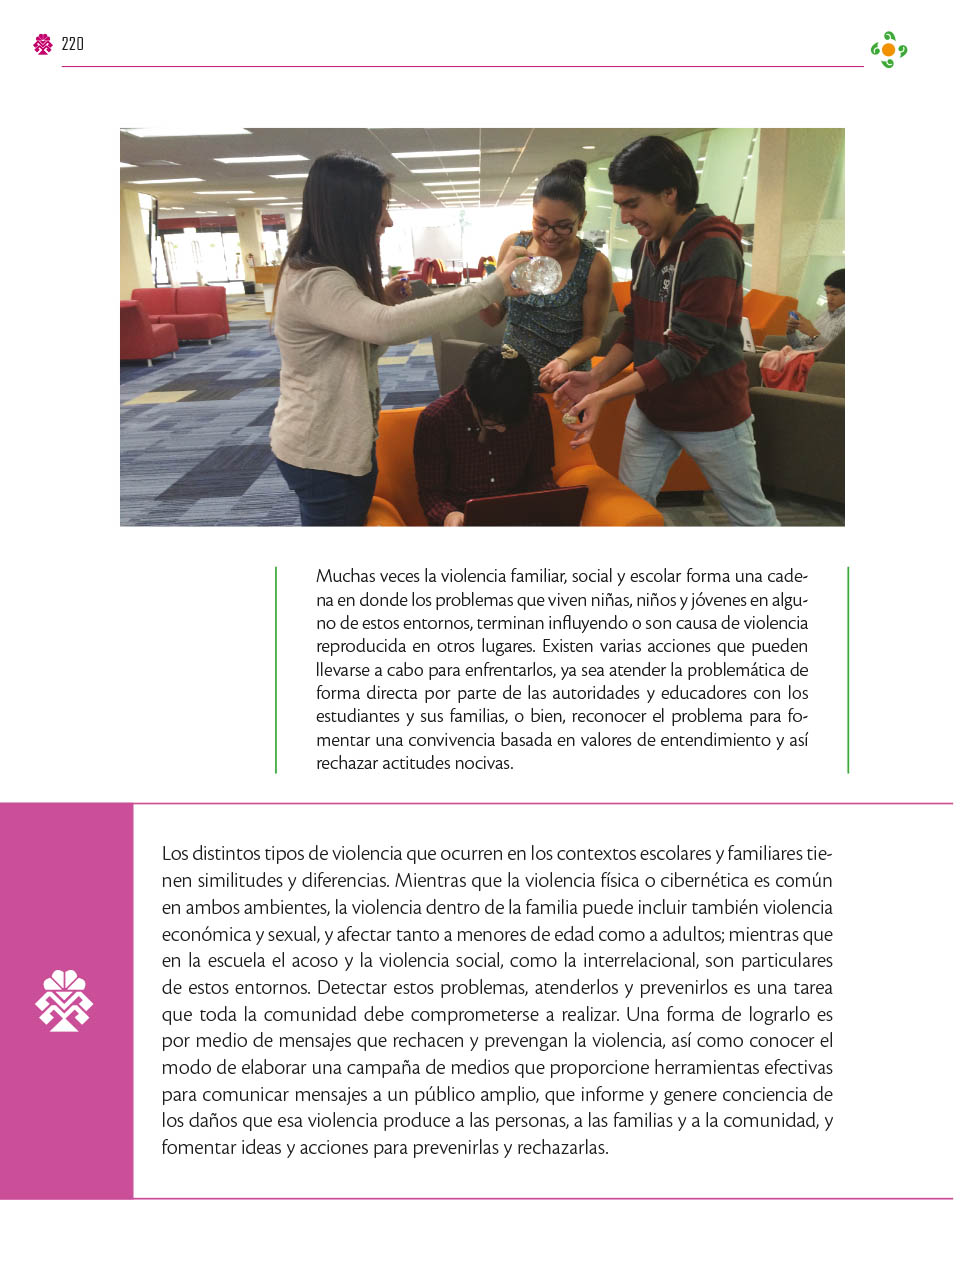 220
Muchas veces la violencia familiar, social y escolar forma una cade-
na en donde los problemas que viven niñas, niños y jóvenes en algu-
no de estos entornos, terminan influyendo o son causa de violencia
reproducida en otros lugares. Existen varias acciones que pueden
llevarse a cabo para enfrentarlos, ya sea atender la problemática de
forma directa por parte de las autoridades y educadores con los
estudiantes y sus familias, o bien, reconocer el problema para fo-
mentar una convivencia basada en valores de entendimiento y así
rechazar actitudes nocivas.
Los distintos tipos de violencia que ocurren en los contextos escolares y familiares tie-
nen similitudes y diferencias. Mientras que la violencia física o cibernética es común
en ambos ambientes, la violencia dentro de la familia puede incluir también violencia
económica y sexual, y afectar tanto a menores de edad como a adultos; mientras que
en la escuela el acoso y la violencia social, como la interrelacional, son particulares
de estos entornos. Detectar estos problemas, atenderlos y prevenirlos es una tarea
que toda la comunidad debe comprometerse a realizar. Una forma de lograrlo es
por medio de mensajes que rechacen y prevengan la violencia, así como conocer el
modo de elaborar una campaña de medios que proporcione herramientas efectivas
para comunicar mensajes a un público amplio, que informe y genere conciencia de
los daños que esa violencia produce a las personas, a las familias y a la comunidad, y
fomentar ideas y acciones para prevenirlas y rechazarlas.